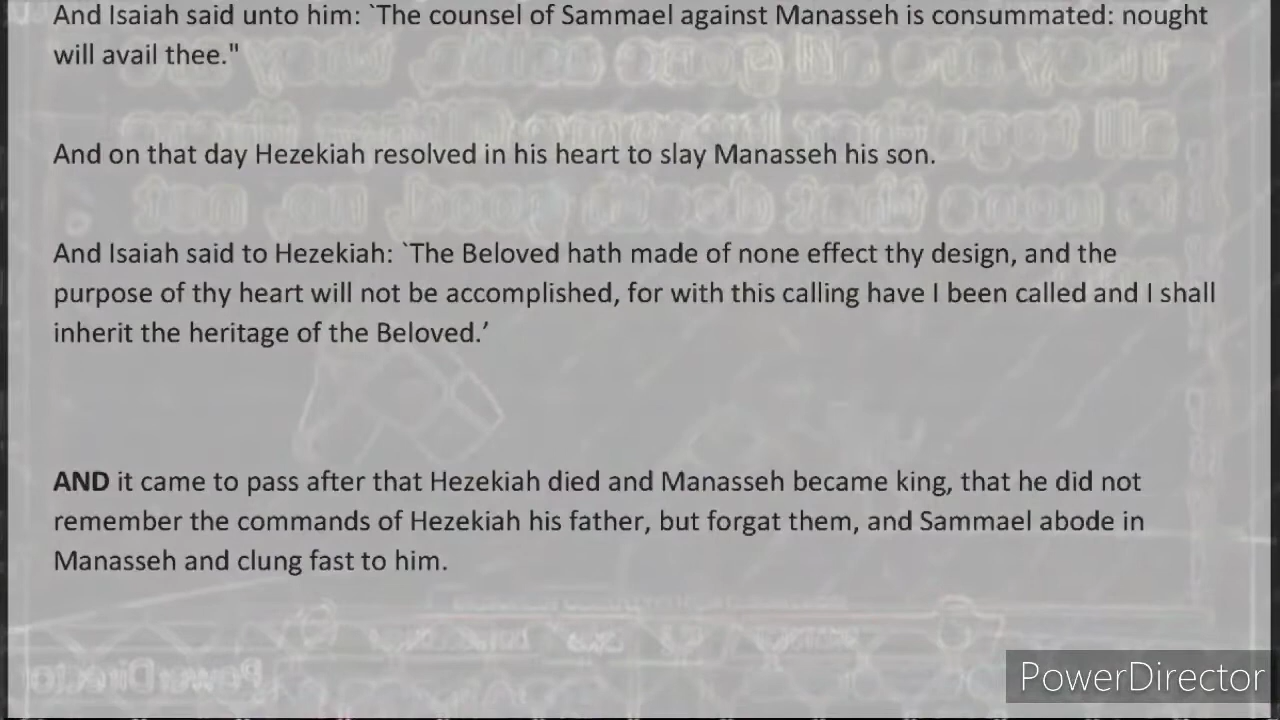 And Isaiah said unto him: `The counsel of Sammael against Manasseh is consummated: nought
will avail thee."
And on that day Hezekiah resolved in his heart to slay Manasseh his son.
And Isaiah said to Hezekiah: `The Beloved hath made of none effect thy design, and the
purpose of thy heart will not be accomplished, for with this calling have I been called and I shall
inherit the heritage of the Beloved.’
AND it came to pass after that Hezekiah died and Manasseh became king, that he did not
remember the commands of Hezekiah his father, but forgat them, and Sammael abode in
Manasseh and clung fast to him.
PowerDirector